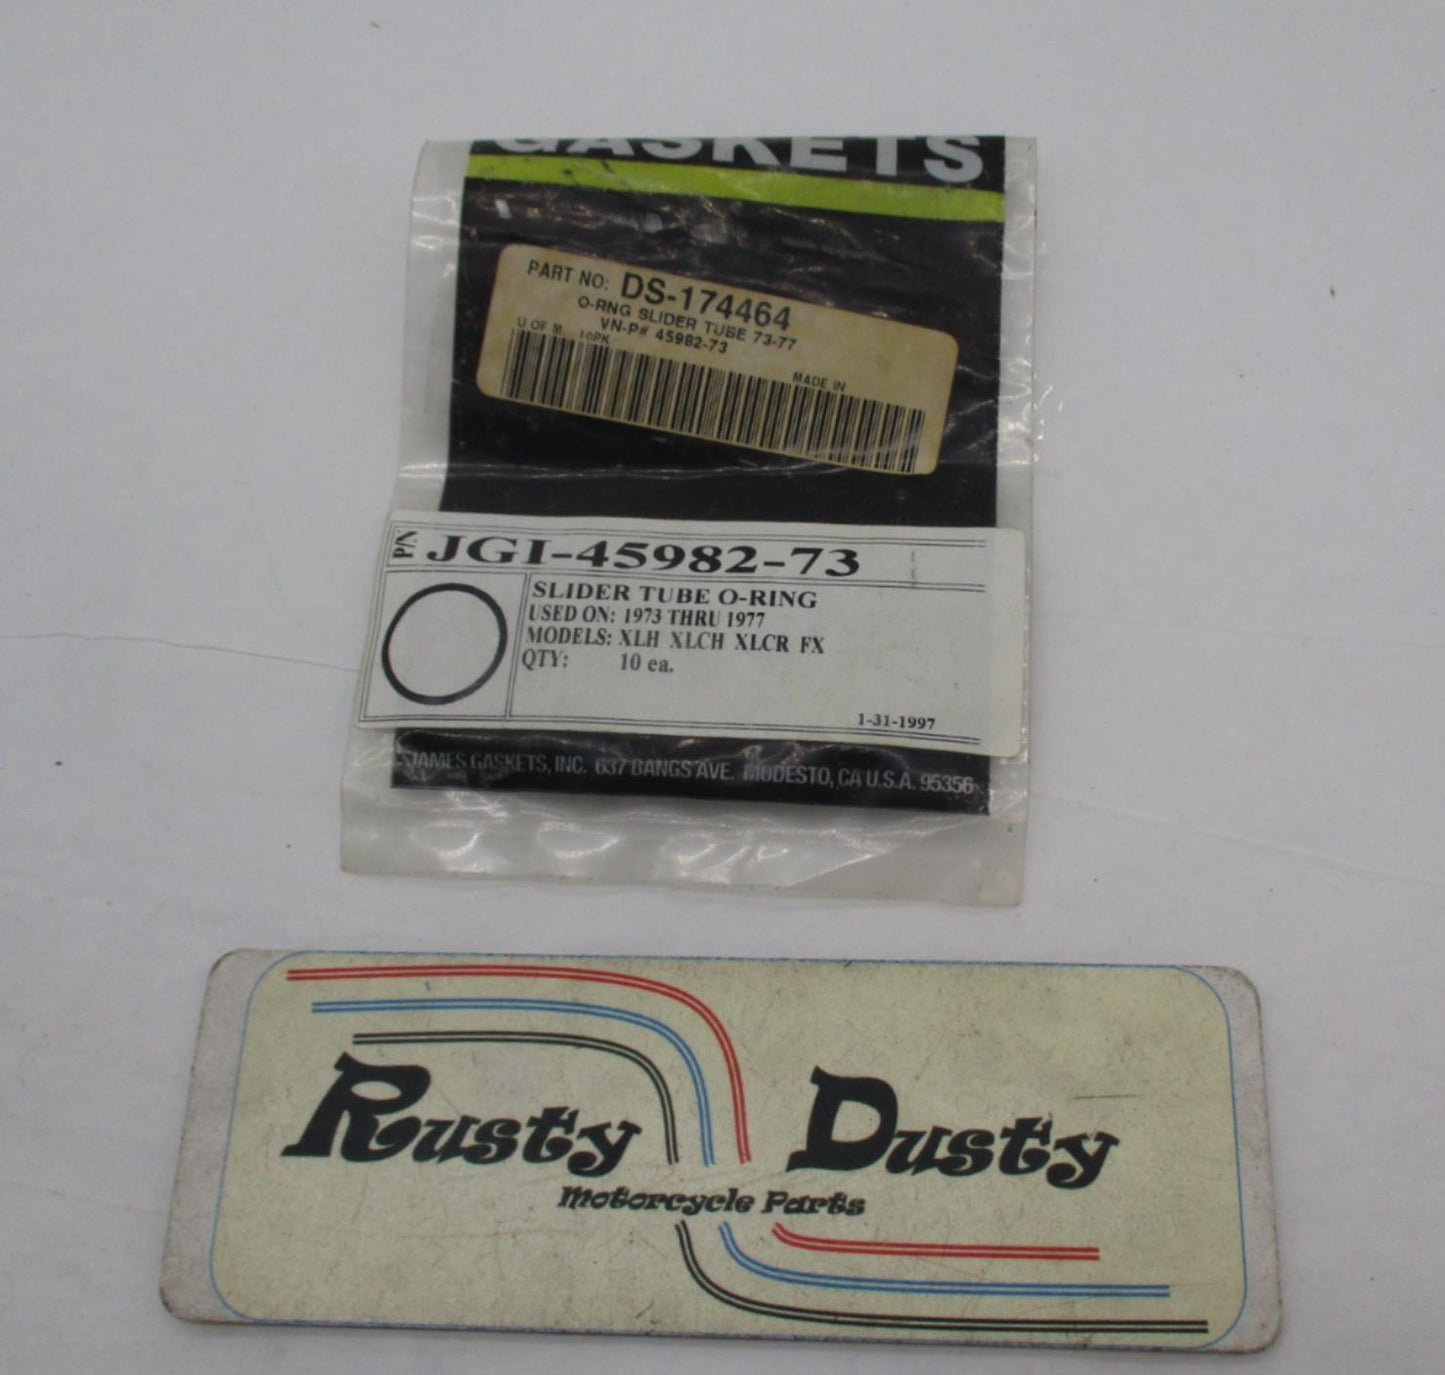 GASKETS
PART NO: DS-174464
O-RNG SLIDER TUBE 73-77
VN-P# 45982-73
U OF M 10PK
MADE IN
P/N JGI-45982-73
SLIDER TUBE O-RING
USED ON: 1973 THRU 1977
MODELS: XLH XLCH XLCR FX
QTY: 10 ea.
1-31-1997
JAMES GASKETS, INC. 637 BANGS AVE. MODESTO, CA U.S.A. 95356
Rusty Dusty
Motorcycle Parts